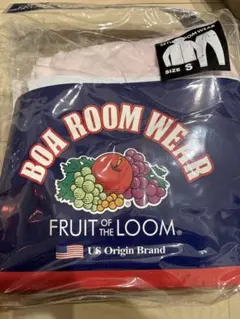 SIZE S
BOA ROOM WEAR
FRUIT OF THE LOOM®
US Origin Brand